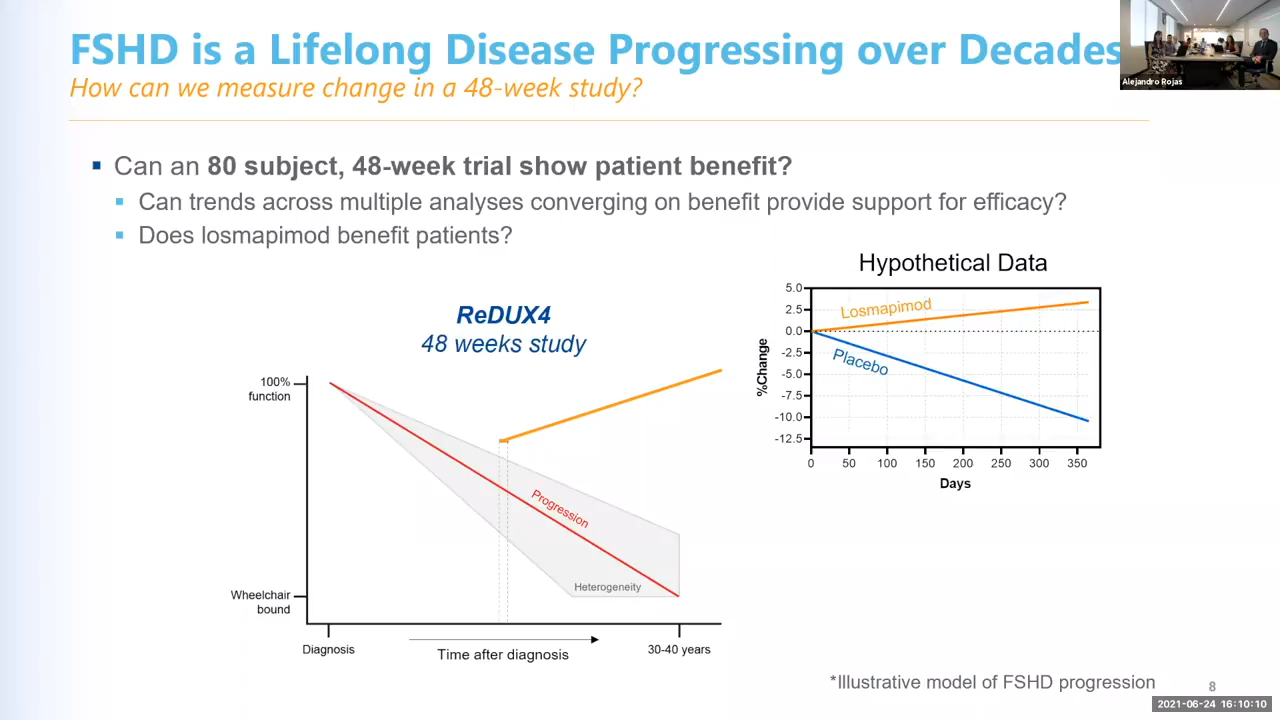 FSHD is a Lifelong Disease Progressing over Decades
How can we measure change in a 48-week study?
Alejandro Rojas
▪ Can an 80 subject, 48-week trial show patient benefit?
▪ Can trends across multiple analyses converging on benefit provide support for efficacy?
▪ Does losmapimod benefit patients?
ReDUX4
48 weeks study
100%
function
Progression
Heterogeneity
Wheelchair
bound
Diagnosis
Time after diagnosis
30-40 years
Hypothetical Data
%Change
5.0
2.5
0.0
-2.5
-5.0
-7.5
-10.0
-12.5
Losmapimod
Placebo
0 50 100 150 200 250 300 350
Days
*Illustrative model of FSHD progression
8
2021-06-24 16:10:10